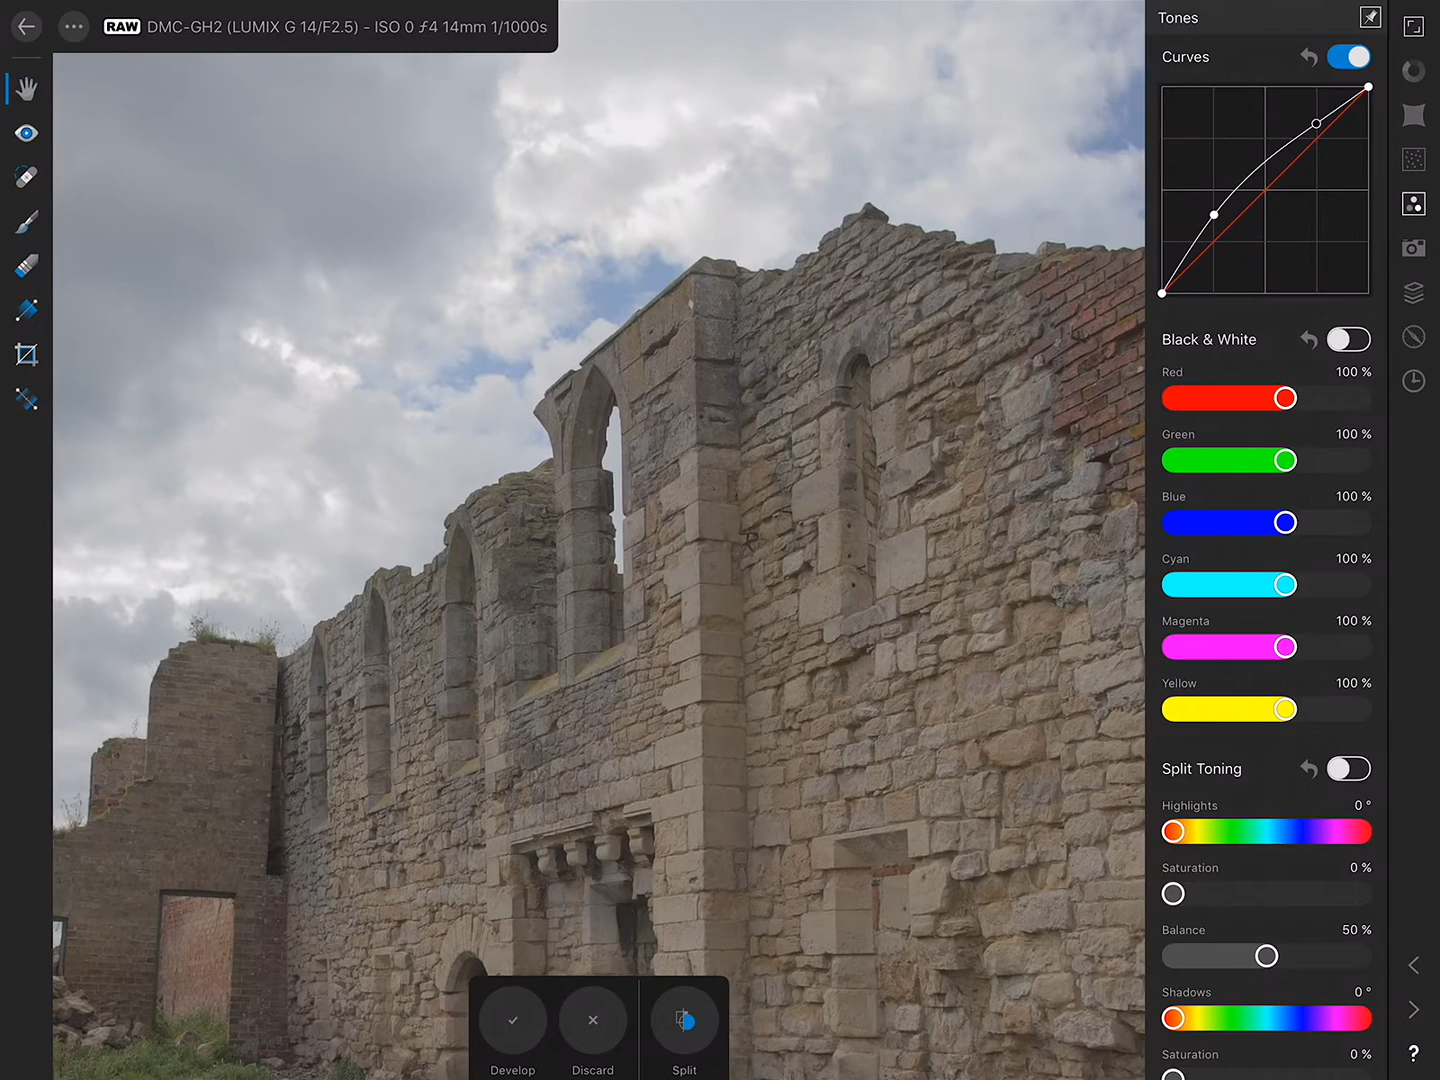 RAW DMC-GH2 (LUMIX G 14/F2.5) - ISO 0 ƒ4 14mm 1/1000s
Tones
Curves
Black & White
Red 100 %
Green 100 %
Blue 100 %
Cyan 100 %
Magenta 100 %
Yellow 100 %
Split Toning
Highlights 0 °
Saturation 0 %
Balance 50 %
Shadows 0 °
Saturation 0 %
Develop Discard Split
?